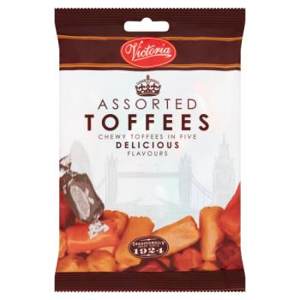 Victoria
ASSORTED
TOFFEES
CHEWY TOFFEES IN FIVE
DELICIOUS
FLAVOURS
1924